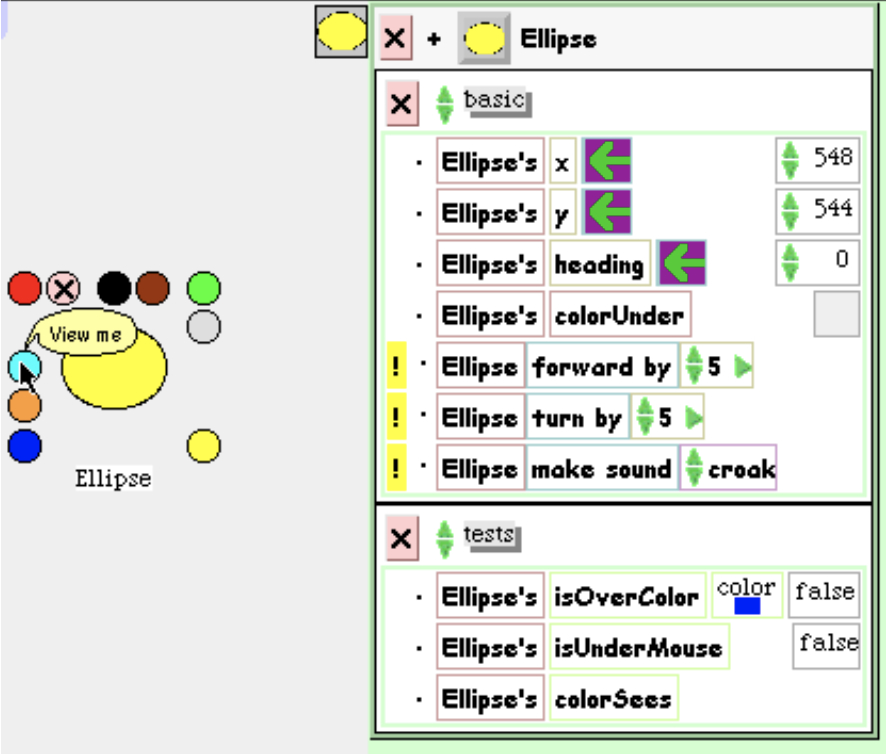 + Ellipse
basic
Ellipse's x 548
Ellipse's y 544
Ellipse's heading 0
Ellipse's colorUnder
! Ellipse forward by 5
! Ellipse turn by 5
! Ellipse make sound croak
tests
Ellipse's isOverColor color false
Ellipse's isUnderMouse false
Ellipse's colorSees
View me
Ellipse